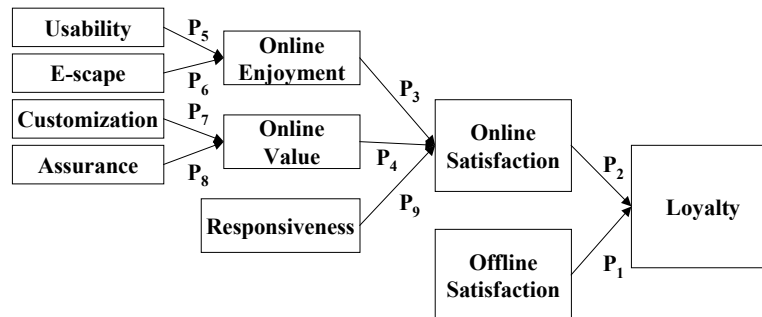 Usability
P5
E-scape
P6
Customization
P7
Assurance
P8
Online
Enjoyment
P3
Online
Value
P4
Responsiveness
P9
Online
Satisfaction
P2
Offline
Satisfaction
P1
Loyalty